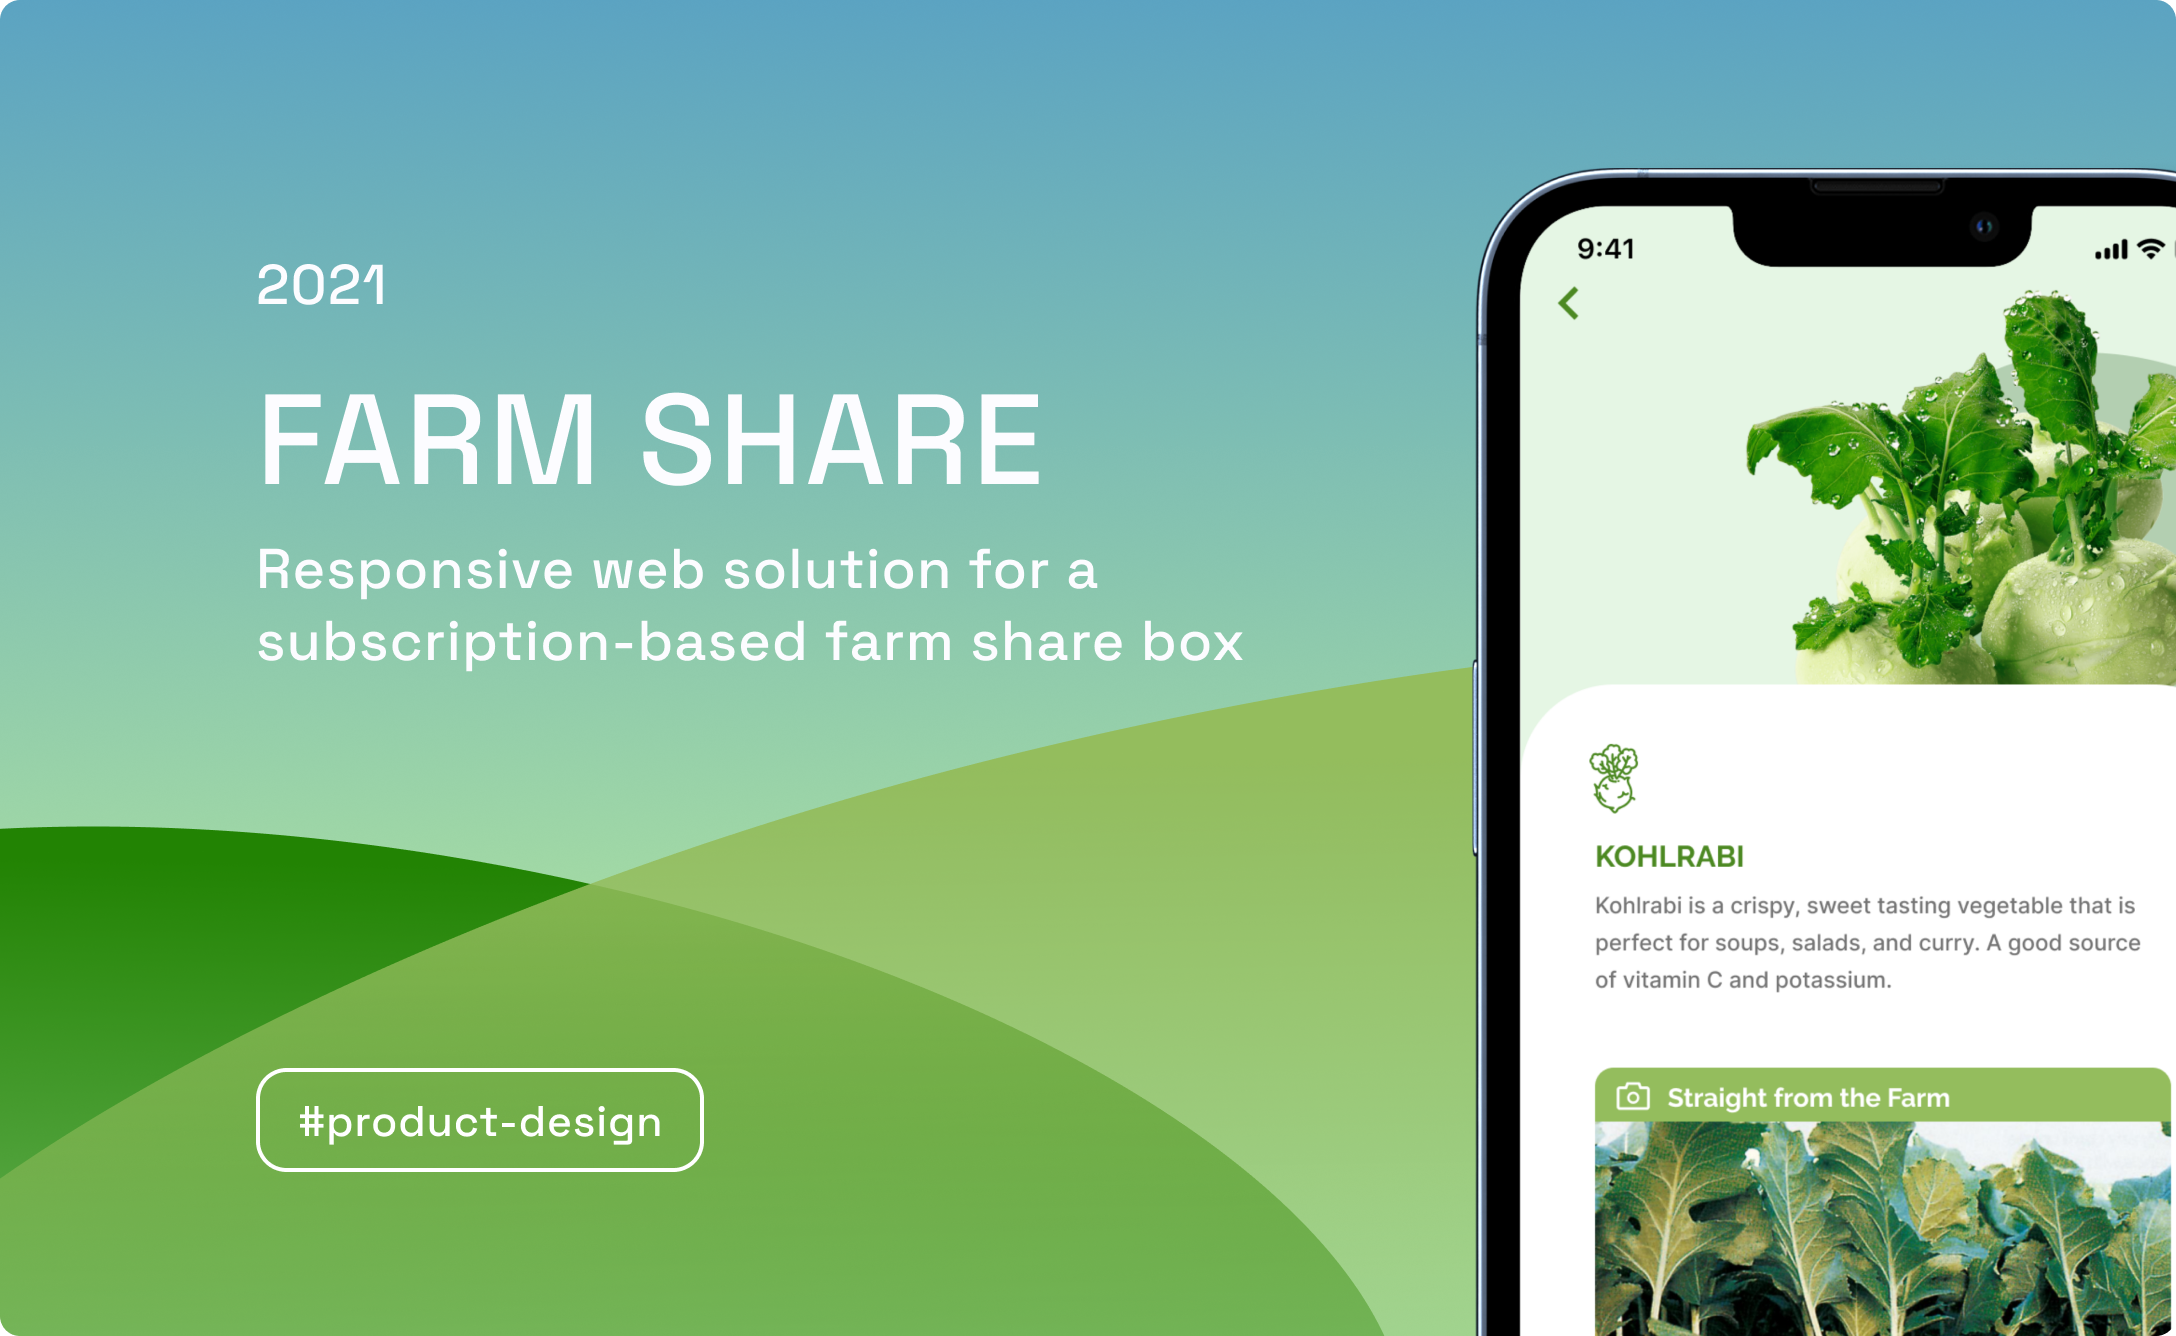 2021
FARM SHARE
Responsive web solution for a
subscription-based farm share box
#product-design
9:41
KOHLRABI
Kohlrabi is a crispy, sweet tasting vegetable that is
perfect for soups, salads, and curry. A good source
of vitamin C and potassium.
Straight from the Farm